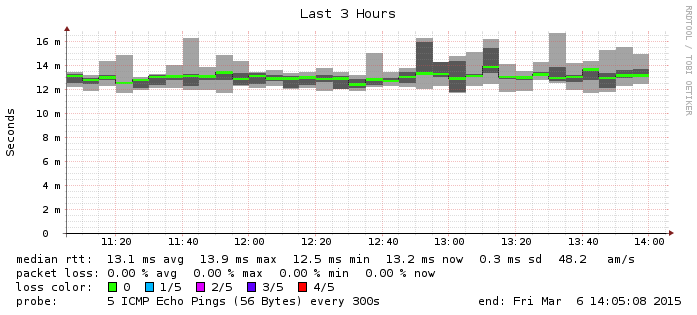 Last 3 Hours
RRDTOOL / TOBI OETIKER
Seconds
16 m
14 m
12 m
10 m
8 m
6 m
4 m
2 m
0
11:20 11:40 12:00 12:20 12:40 13:00 13:20 13:40 14:00
median rtt: 13.1 ms avg 13.9 ms max 12.5 ms min 13.2 ms now 0.3 ms sd 48.2 am/s
packet loss: 0.00 % avg 0.00 % max 0.00 % min 0.00 % now
loss color: 0 1/5 2/5 3/5 4/5
probe: 5 ICMP Echo Pings (56 Bytes) every 300s end: Fri Mar 6 14:05:08 2015